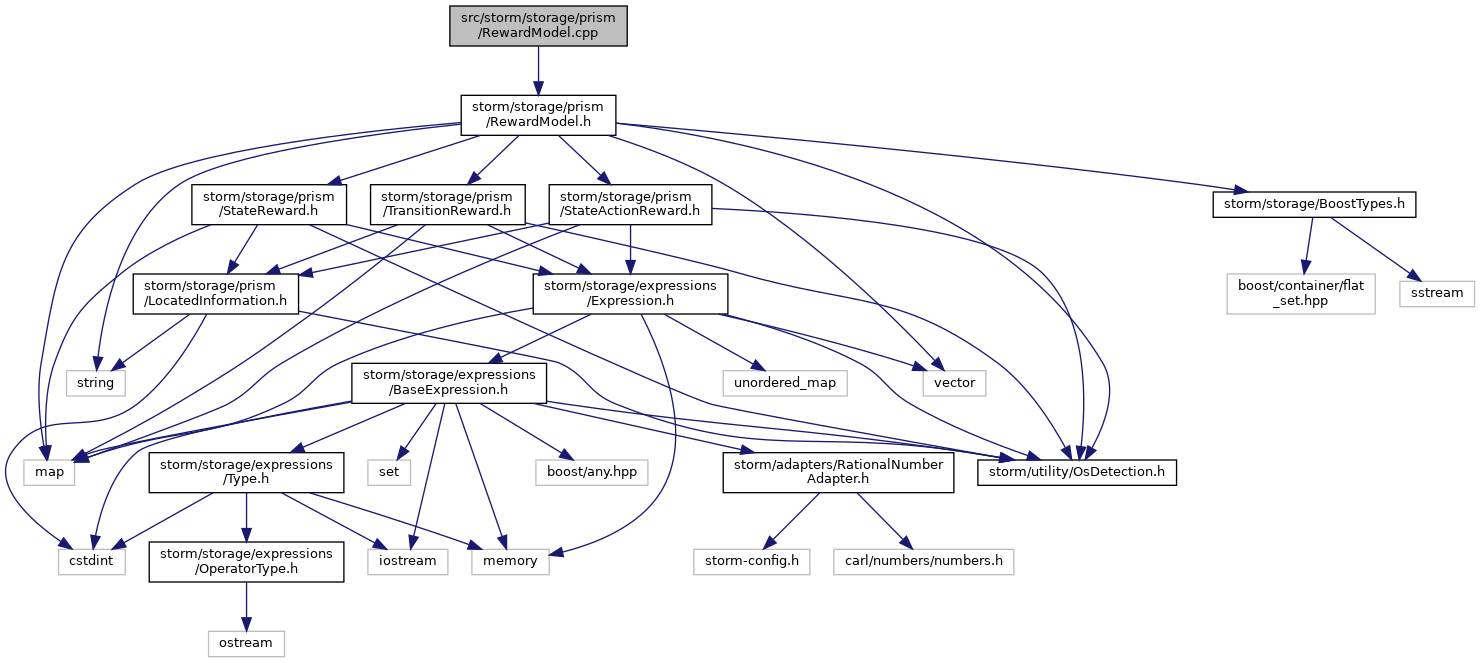 src/storm/storage/prism
/RewardModel.cpp
storm/storage/prism
/RewardModel.h
storm/storage/prism
/StateReward.h
storm/storage/prism
/TransitionReward.h
storm/storage/prism
/StateActionReward.h
storm/storage/BoostTypes.h
storm/storage/prism
/LocatedInformation.h
storm/storage/expressions
/Expression.h
boost/container/flat
_set.hpp
sstream
string
storm/storage/expressions
/BaseExpression.h
unordered_map
vector
map
storm/storage/expressions
/Type.h
set
boost/any.hpp
storm/adapters/RationalNumber
Adapter.h
storm/utility/OsDetection.h
cstdint
storm/storage/expressions
/OperatorType.h
iostream
memory
storm-config.h
carl/numbers/numbers.h
ostream